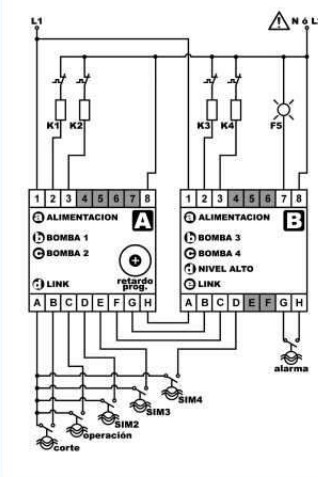 L1
N ó L
K1
K2
K3
K4
F5
1 2 3 4 5 6 7 8
1 2 3 4 5 6 7 8
a ALIMENTACION
A
b BOMBA 1
c BOMBA 2
retardo
prog.
d LINK
A B C D E F G H
a ALIMENTACION
B
b BOMBA 3
c BOMBA 4
d NIVEL ALTO
e LINK
A B C D E F G H
alarma
SIM4
SIM3
SIM2
operación
corte